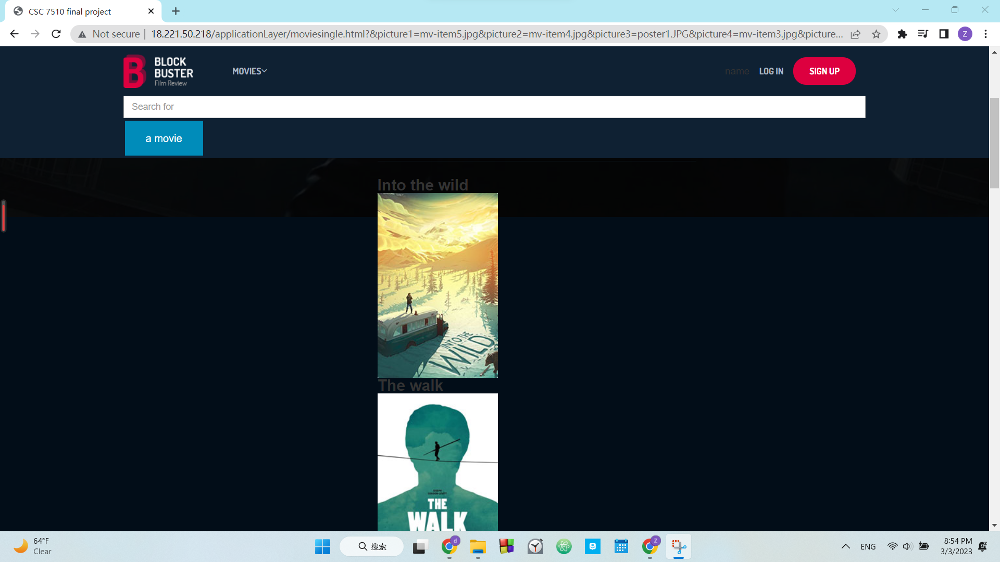 CSC 7510 final project
Not secure | 18.221.50.218/applicationLayer/moviesingle.html?&picture1=mv-item5.jpg&picture2=mv-item4.jpg&picture3=poster1.JPG&picture4=mv-item3.jpg&picture... Z
B BLOCK
BUSTER
Film Review
MOVIES
name LOG IN SIGN UP
Search for
a movie
Into the wild
INTO THE
WILD
The walk
JOSEPH
GORDON-LEVITT
THE
WALK
64°F
Clear
搜索
d
Z
ENG
8:54 PM
3/3/2023